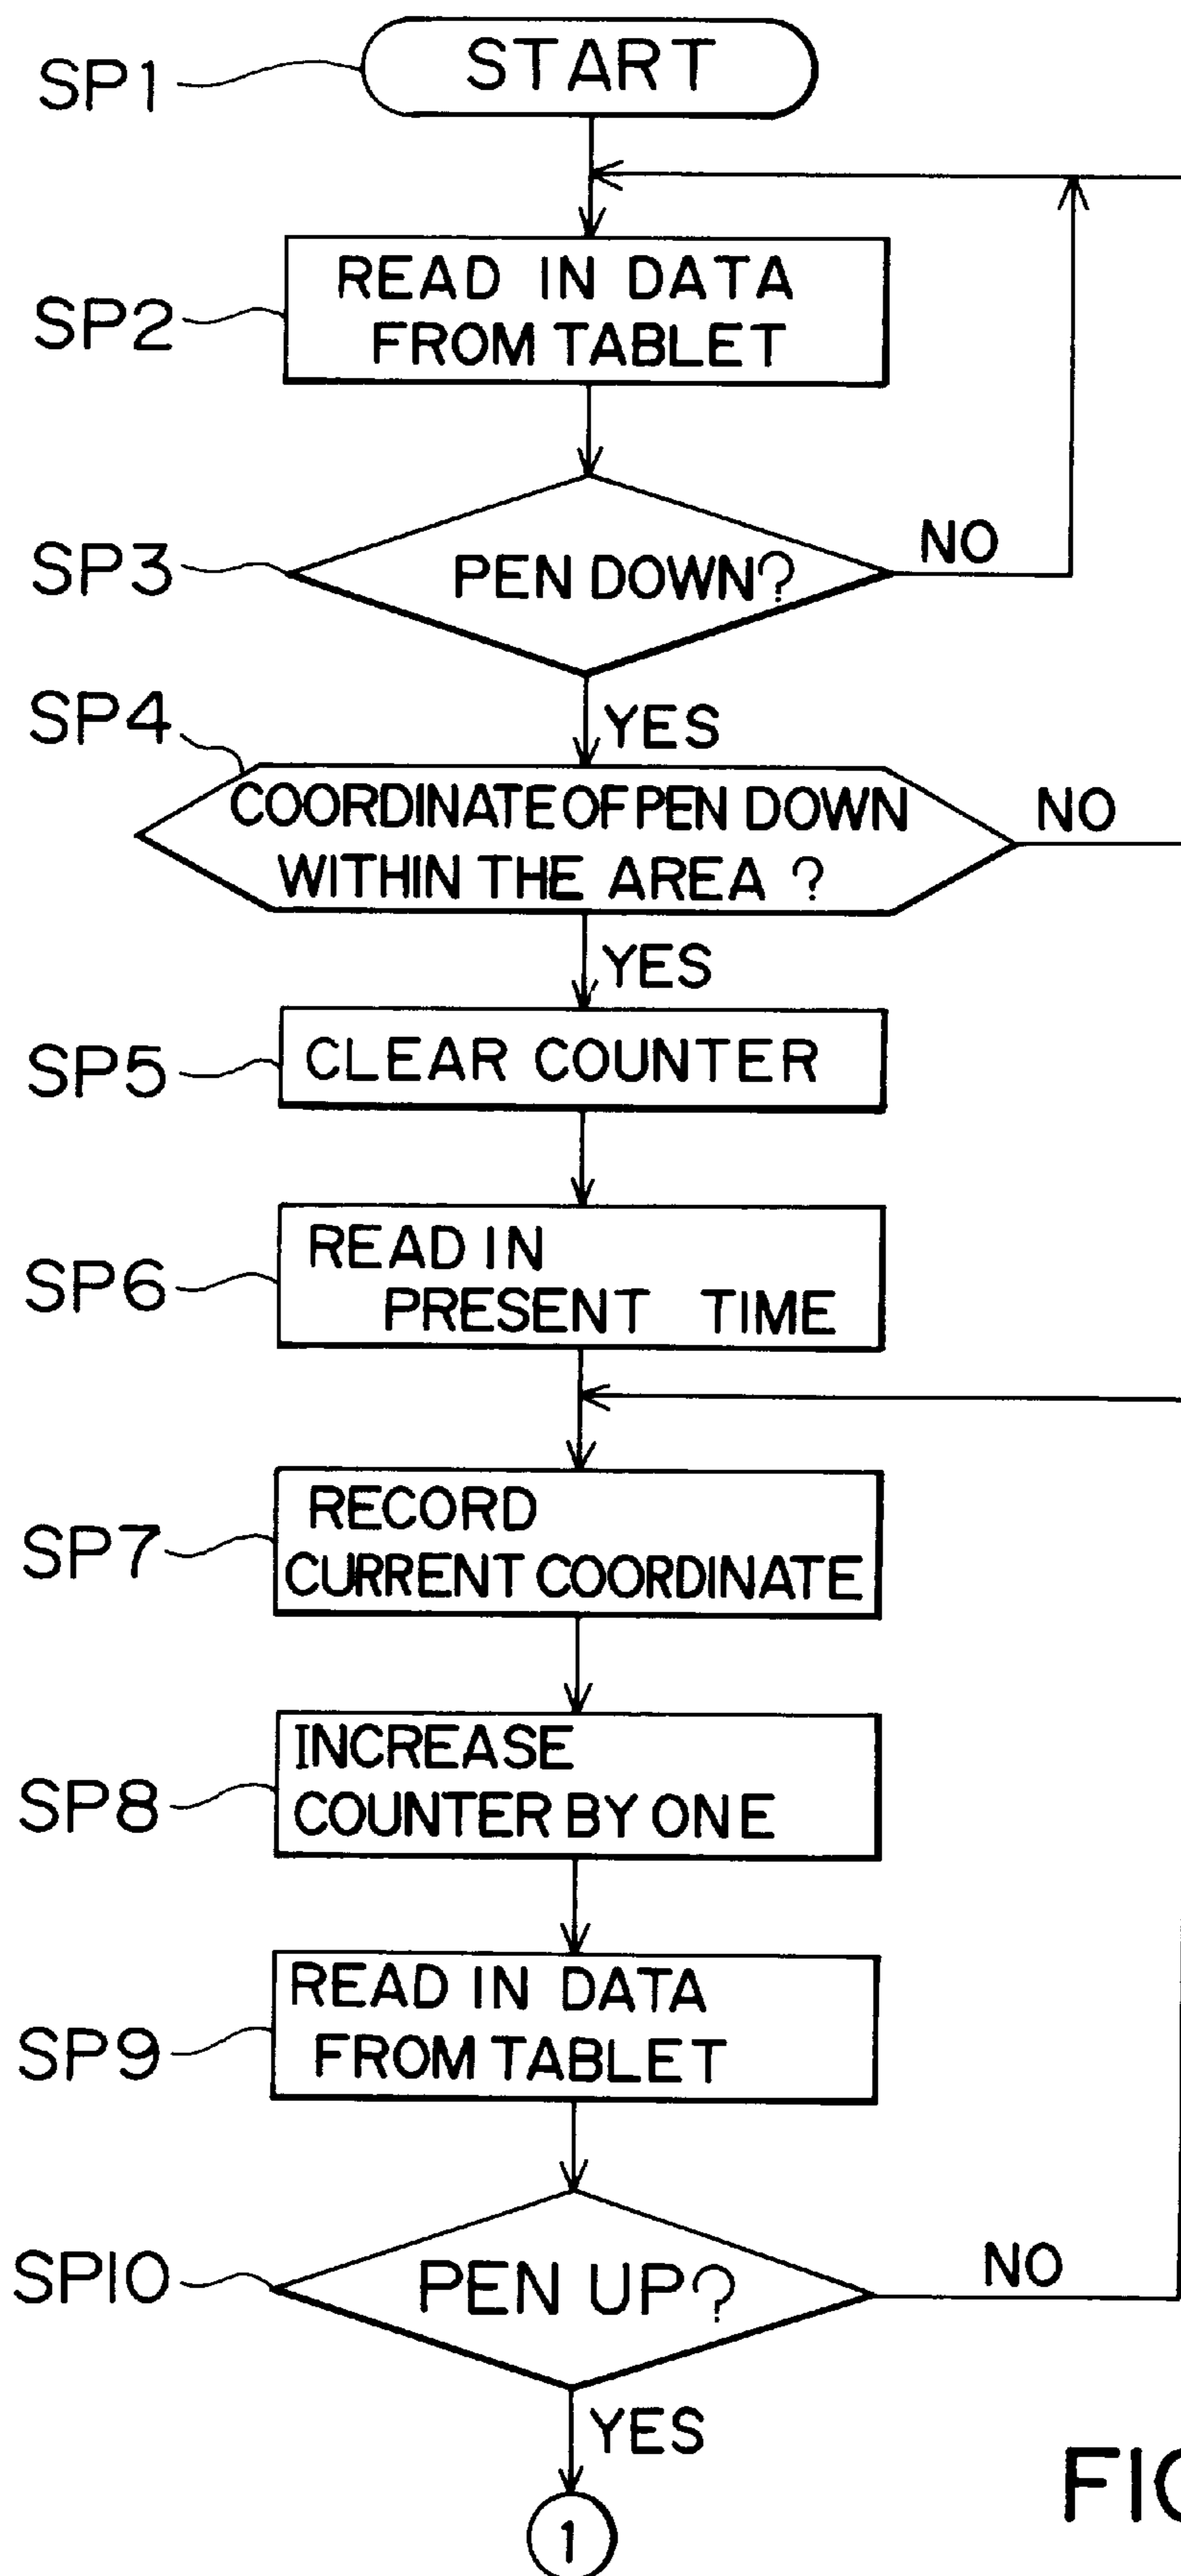 SP1
START
SP2
READ IN DATA
FROM TABLET
SP3
PEN DOWN?
NO
YES
SP4
COORDINATE OF PEN DOWN
WITHIN THE AREA ?
NO
YES
SP5
CLEAR COUNTER
SP6
READ IN
PRESENT TIME
SP7
RECORD
CURRENT COORDINATE
SP8
INCREASE
COUNTER BY ONE
SP9
READ IN DATA
FROM TABLET
SP10
PEN UP?
NO
YES
1